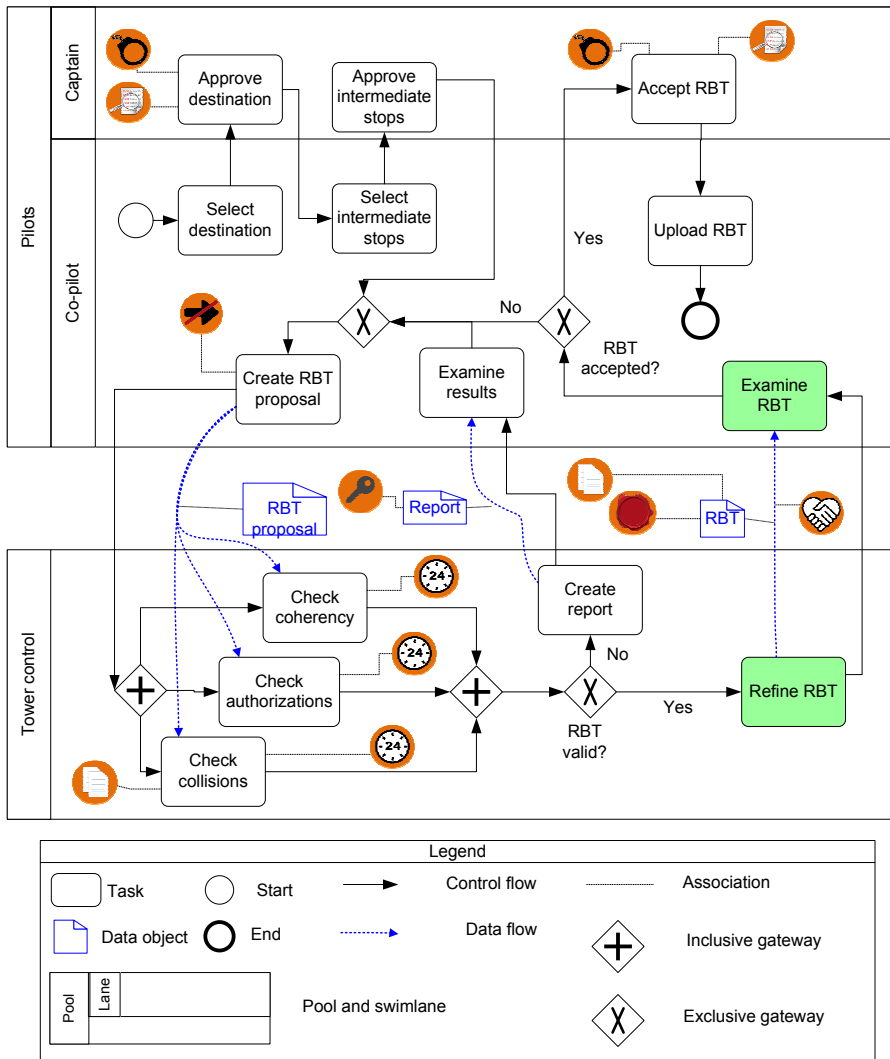 Pilots
Captain
Approve
destination
Approve
intermediate
stops
Accept RBT
Co-pilot
Select
destination
Select
intermediate
stops
Upload RBT
Yes
No
RBT
accepted?
Create RBT
proposal
Examine
results
Examine
RBT
RBT
proposal
Report
RBT
Tower control
24
Check
coherency
Create
report
24
Check
authorizations
No
Refine RBT
Yes
RBT
valid?
24
Check
collisions
Legend
Task
Start
Control flow
Association
Data object
End
Data flow
Inclusive gateway
Pool
Lane
Pool and swimlane
Exclusive gateway